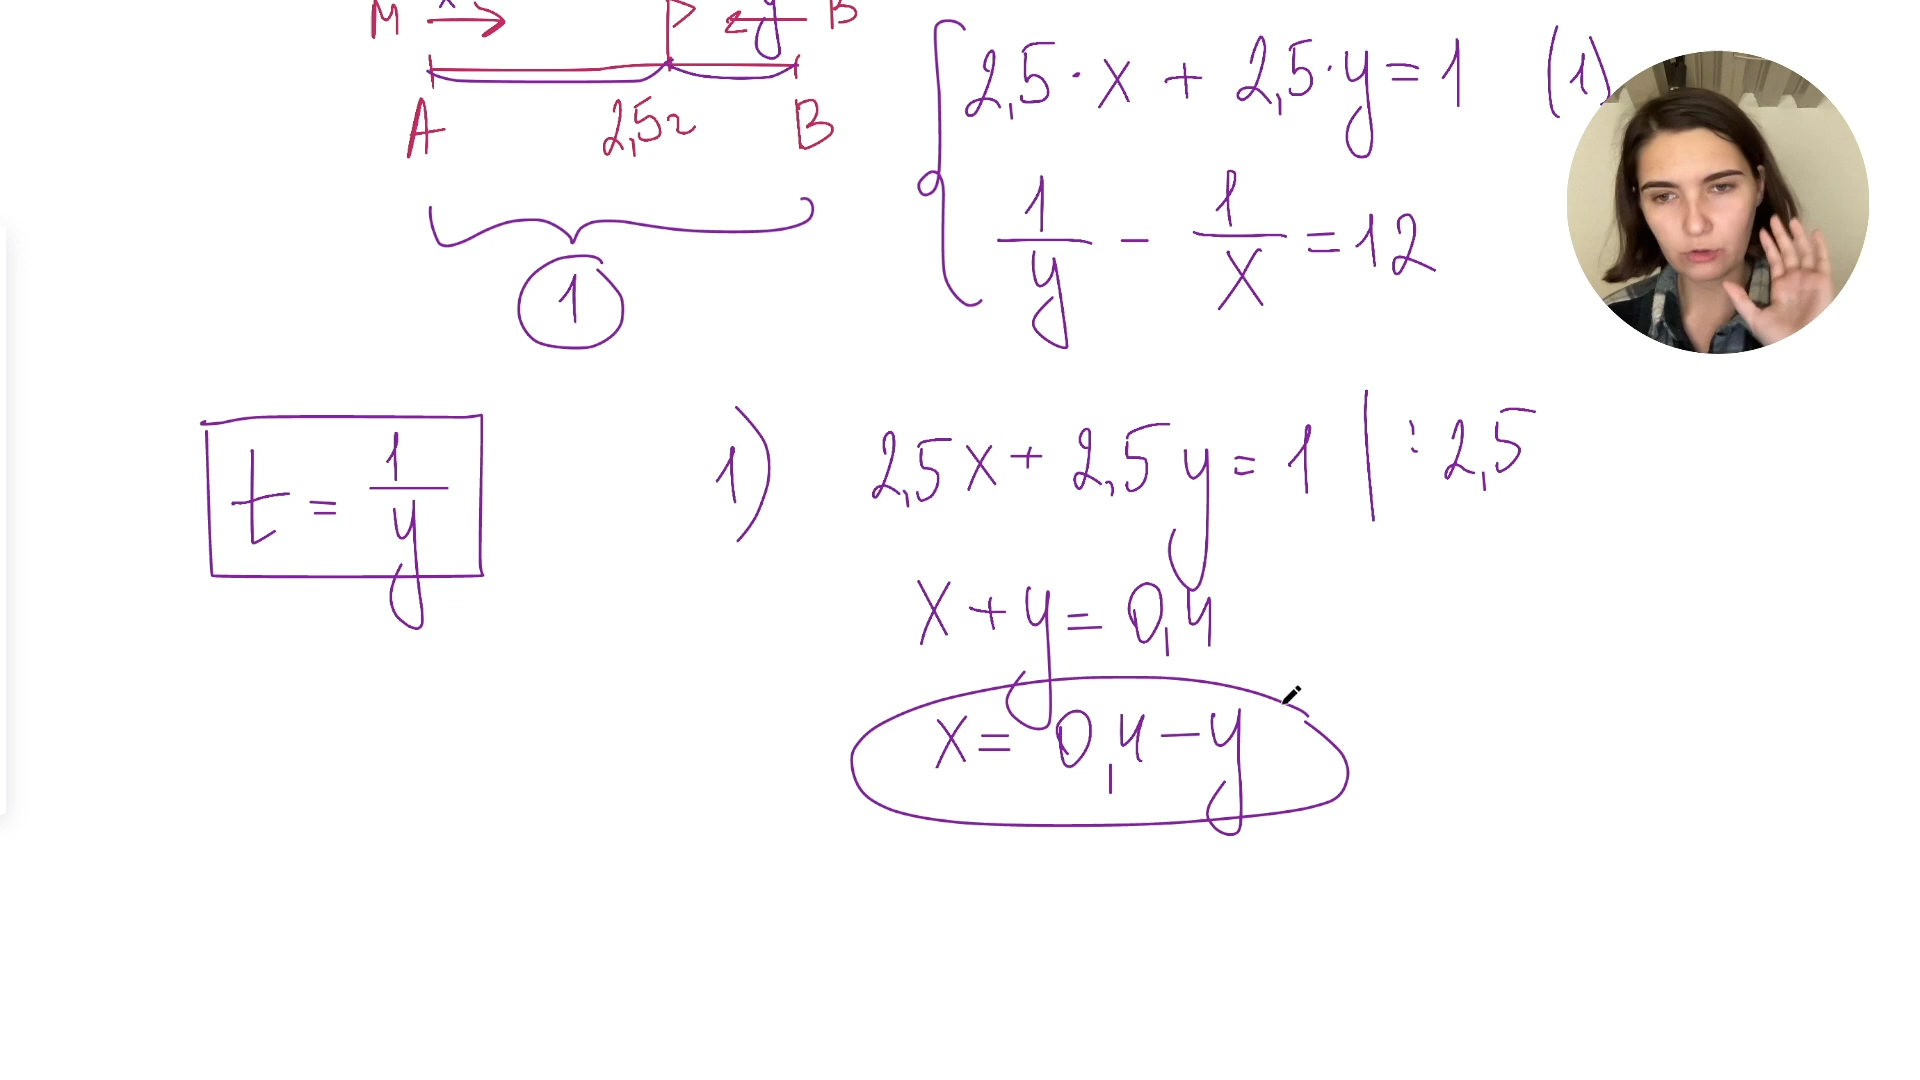 M x y B
A 2,5ч B
1
2,5·x + 2,5·y = 1 (1)
1/y − 1/x = 12
t = 1/y
1) 2,5x + 2,5y = 1 | : 2,5
x + y = 0,4
x = 0,4 − y